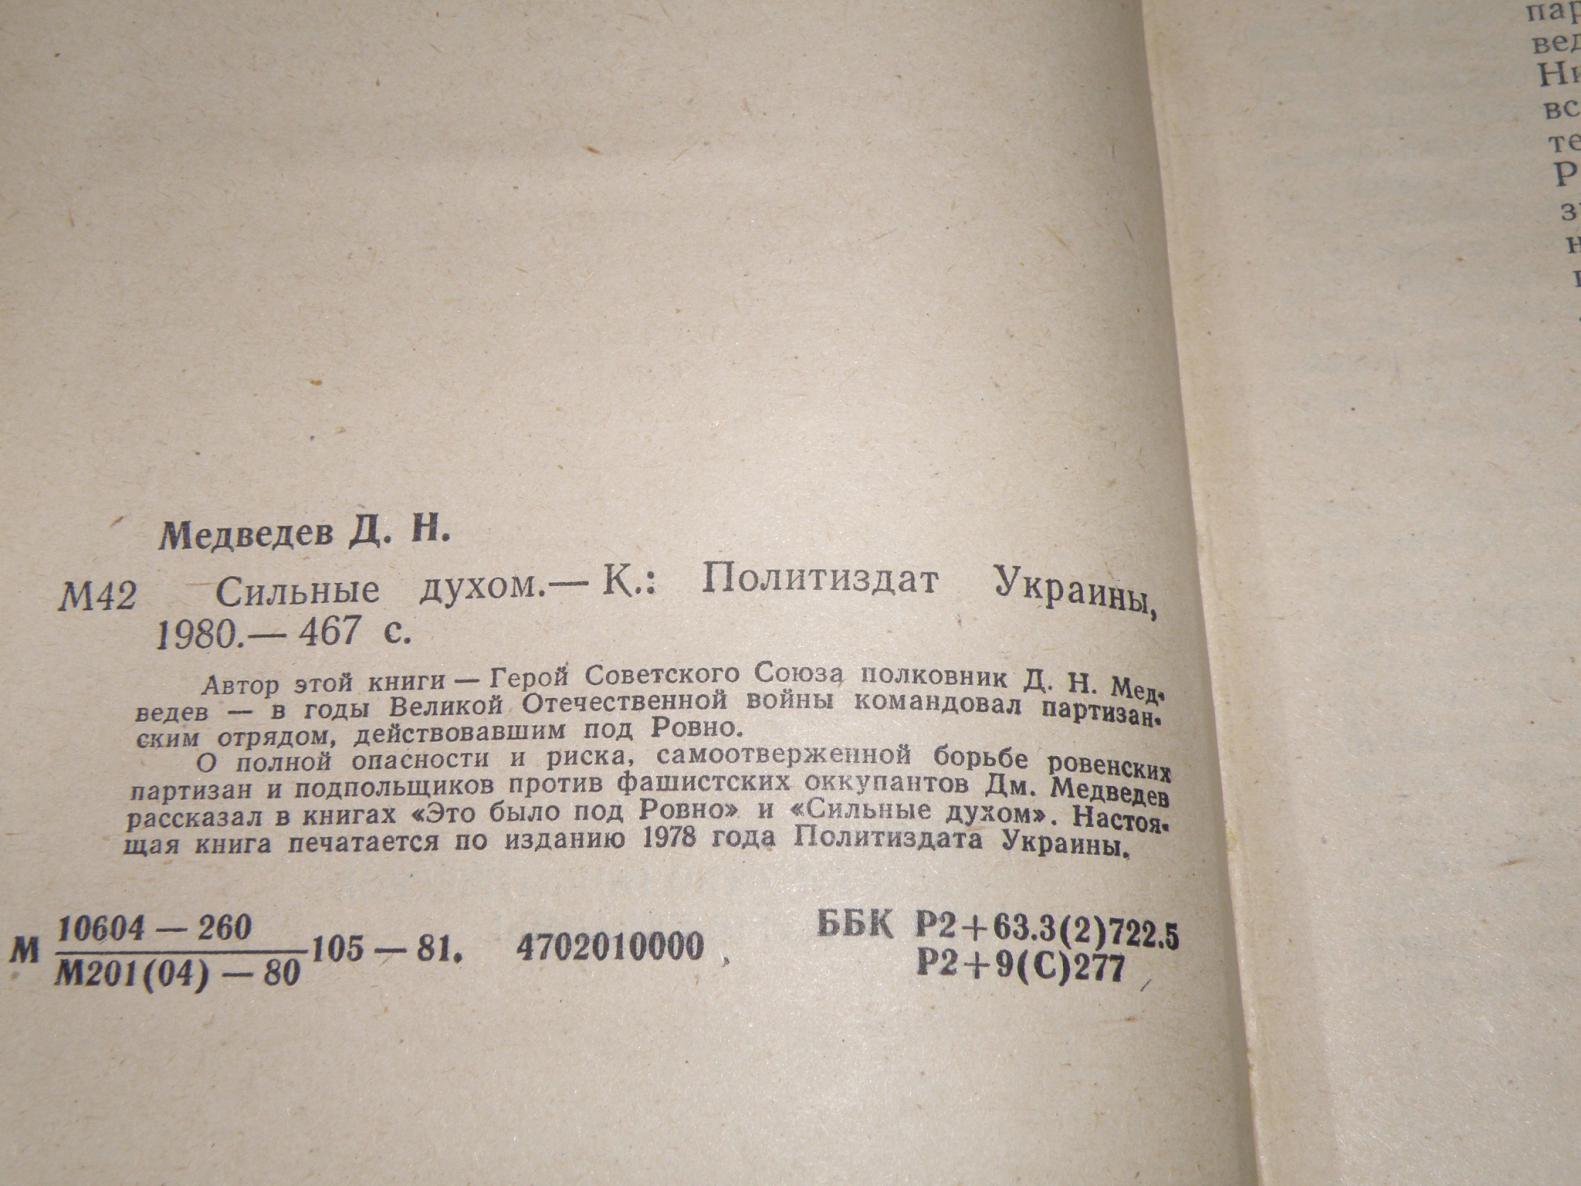 Медведев Д. Н.
М42 Сильные духом.— К.: Политиздат Украины,
1980.— 467 с.
Автор этой книги — Герой Советского Союза полковник Д. Н. Мед-
ведев — в годы Великой Отечественной войны командовал партизан-
ским отрядом, действовавшим под Ровно.
О полной опасности и риска, самоотверженной борьбе ровенских
партизан и подпольщиков против фашистских оккупантов Дм. Медведев
рассказал в книгах «Это было под Ровно» и «Сильные духом». Настоя-
щая книга печатается по изданию 1978 года Политиздата Украины.
М 10604 — 260
М201(04) — 80
105 — 81. 4702010000
ББК Р2+63.3(2)722.5
Р2+9(С)277